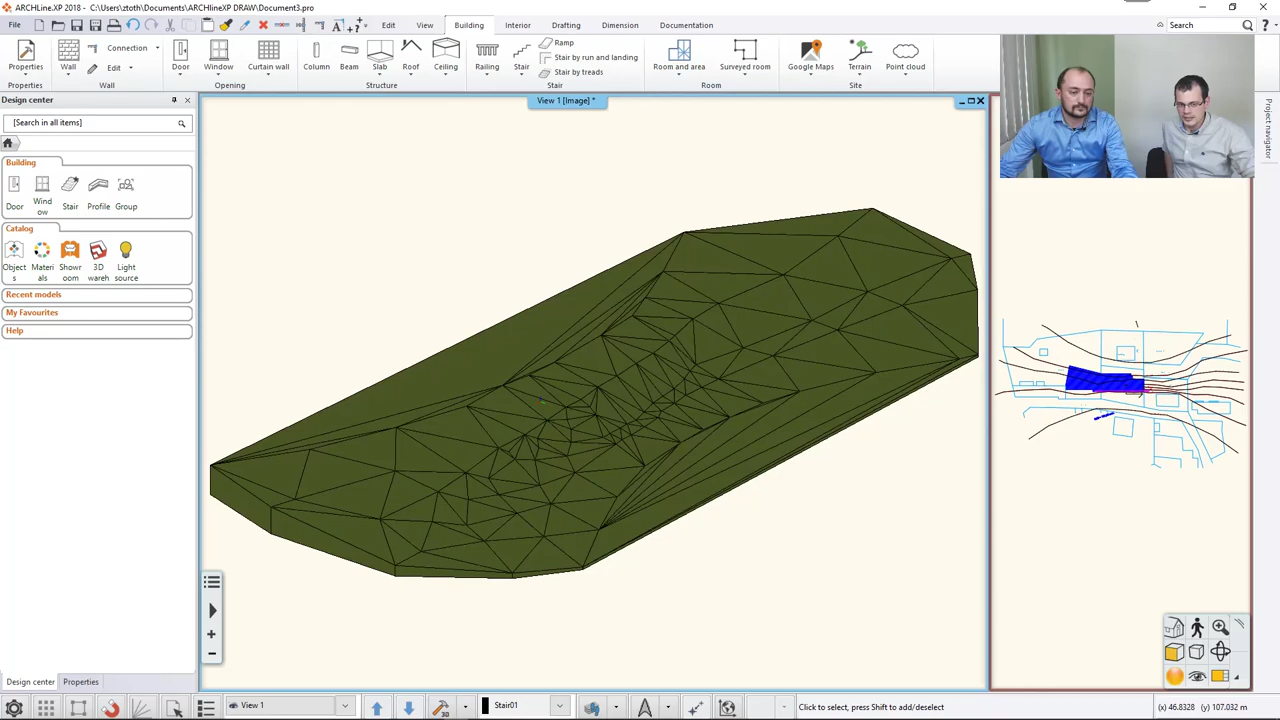 ARCHLine.XP 2018 - C:\Users\ztoth\Documents\ARCHlineXP DRAW\Document3.pro
File Edit View Building Interior Drafting Dimension Documentation Search
Properties Wall Connection Edit Door Window Curtain wall Column Beam Slab Roof Ceiling Railing Stair Ramp Stair by run and landing Stair by treads Room and area Surveyed room Google Maps Terrain Point cloud
Properties Wall Opening Structure Stair Room Site
Design center View 1 [Image] *
[Search in all items]
Project navigator
Building
Door Wind ow Stair Profile Group
Catalog
Object s Materi als Showr room 3D wareh Light source
Recent models
My Favourites
Help
Design center Properties
View 1 Stair01 Click to select, press Shift to add/deselect (x) 46.8328 (y) 107.032 m
3D